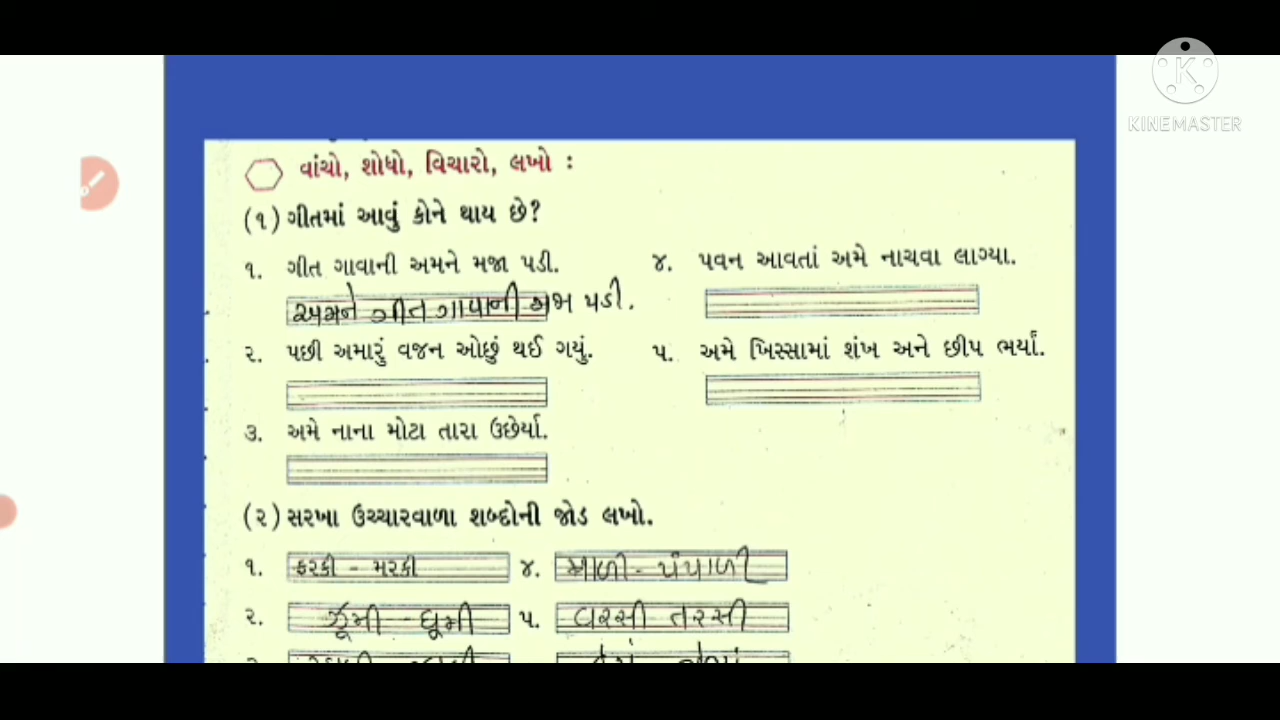 KINEMASTER
વાંચો, શોધો, વિચારો, લખો :
(૧) ગીતમાં આવું કોને થાય છે?
૧. ગીત ગાવાની અમને મજા પડી.
અમને ગીત ગાવાની પડી.
૨. પછી અમારું વજન ઓછું થઈ ગયું.
૩. અમે નાના મોટા તારા ઉછેર્યા.
૪. પવન આવતાં અમે નાચવા લાગ્યા.
૫. અમે ખિસ્સામાં શંખ અને છીપ ભર્યાં.
(૨) સરખા ઉચ્ચારવાળા શબ્દોની જોડ લખો.
૧. ફરકી - મરકી
૨. ઝૂમી - ઘૂમી
૪. માળી - પંપાળી
૫. વરસી તરસી